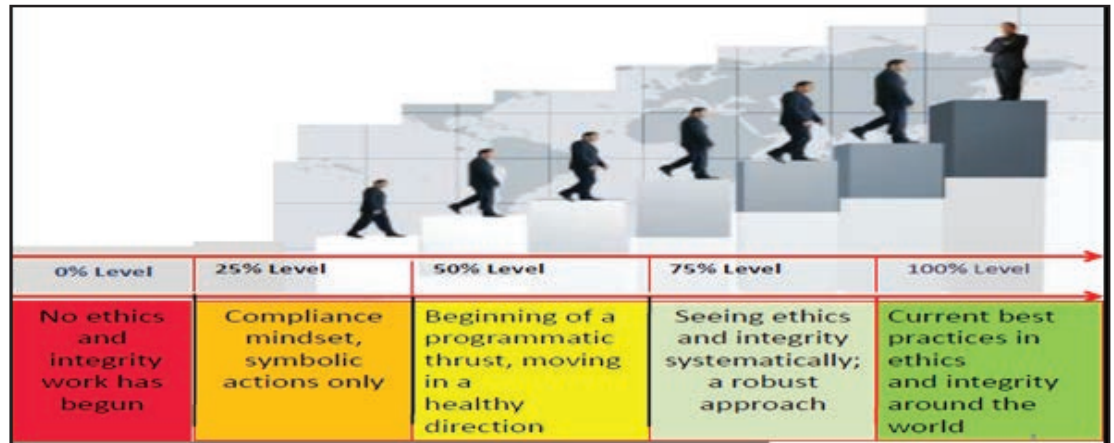 0% Level
25% Level
50% Level
75% Level
100% Level
No ethics
and
integrity
work has
begun
Compliance
mindset,
symbolic
actions only
Beginning of a
programmatic
thrust, moving
in a
healthy
direction
Seeing ethics
and integrity
systematically;
a robust
approach
Current best
practices in
ethics
and integrity
around the
world